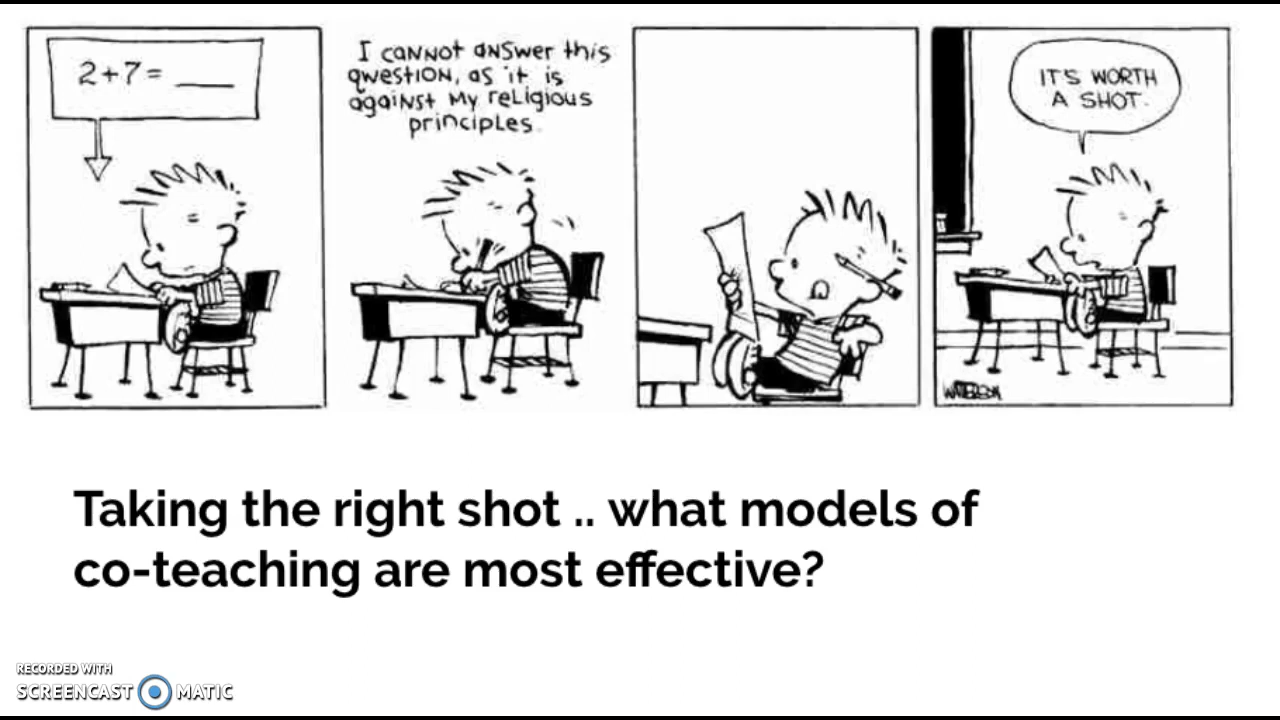 2+7= ___
I cannot answer this
qwestion, as it is
against my religious
principles.
IT'S WORTH
A SHOT.
WATTERSON
Taking the right shot .. what models of
co-teaching are most effective?
RECORDED WITH
SCREENCAST MATIC